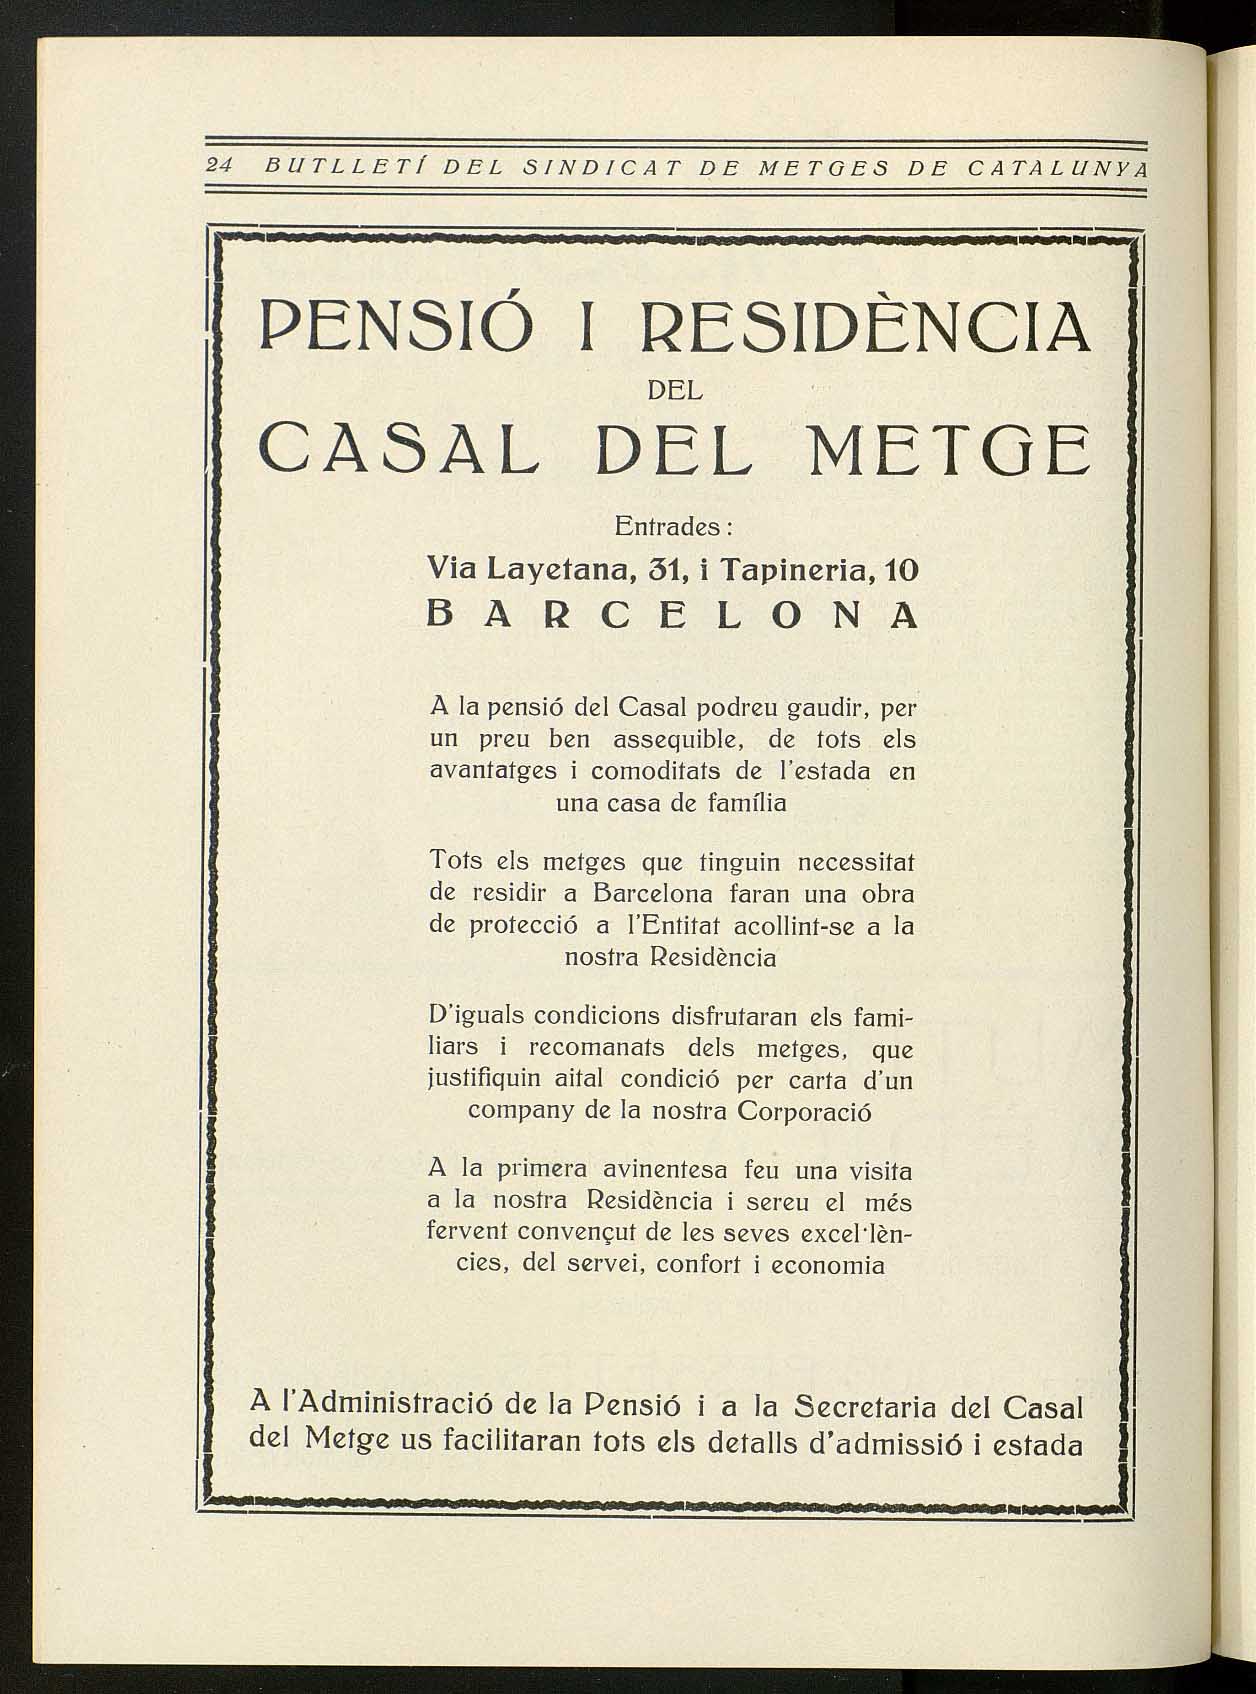 24 BUTLLETÍ DEL SINDICAT DE METGES DE CATALUNYA
PENSIÓ I RESIDÈNCIA
DEL
CASAL DEL METGE
Entrades :
Via Layetana, 31, i Tapineria, 10
BARCELONA
A la pensió del Casal podreu gaudir, per
un preu ben assequible, de tots els
avantatges i comoditats de l'estada en
una casa de família
Tots els metges que tinguin necessitat
de residir a Barcelona faran una obra
de protecció a l'Entitat acollint-se a la
nostra Residència
D'iguals condicions disfrutaran els fami-
liars i recomanats dels metges, que
justifiquin aital condició per carta d'un
company de la nostra Corporació
A la primera avinentesa feu una visita
a la nostra Residència i sereu el més
fervent convençut de les seves excel·lèn-
cies, del servei, confort i economia
A l'Administració de la Pensió i a la Secretaria del Casal
del Metge us facilitaran tots els detalls d'admissió i estada